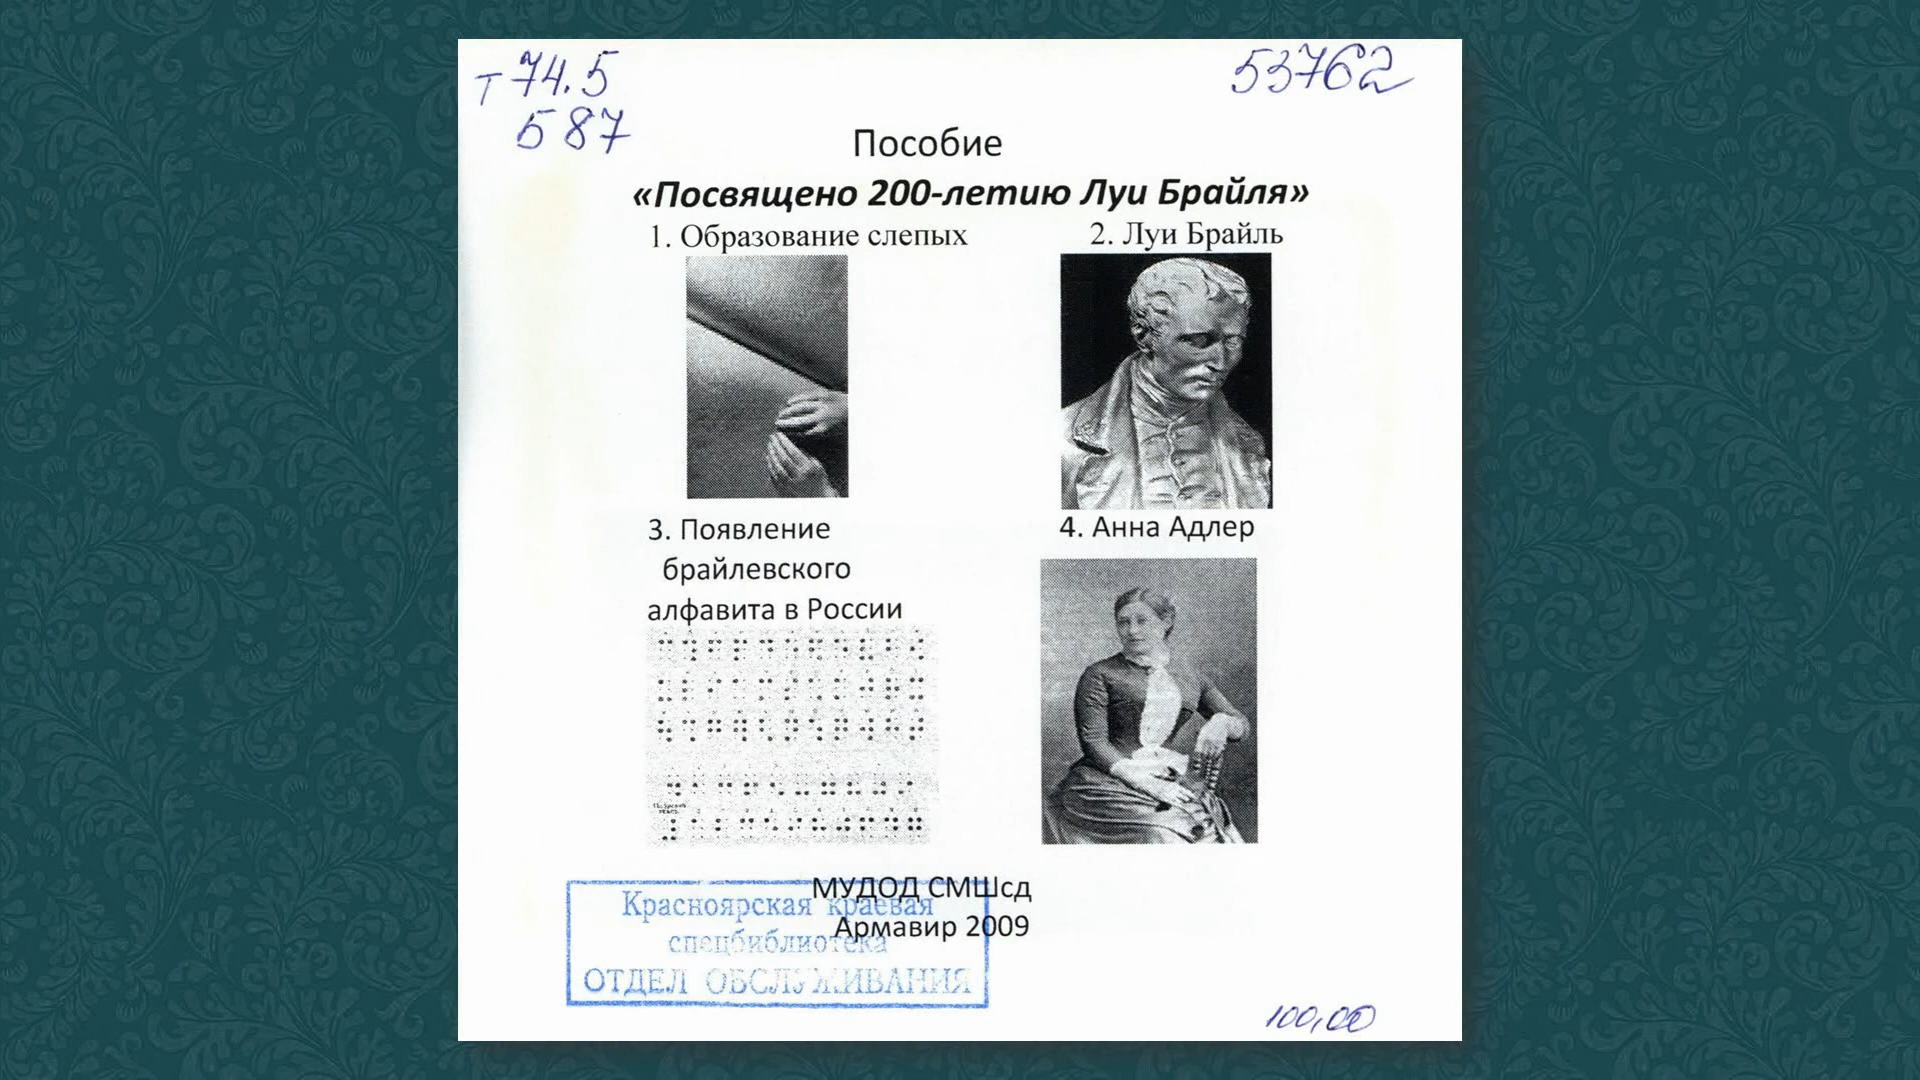 т 74.5
587
53762
Пособие
«Посвящено 200-летию Луи Брайля»
1. Образование слепых
2. Луи Брайль
3. Появление
брайлевского
алфавита в России
4. Анна Адлер
МУДОД СМШсд
Армавир 2009
Красноярская краевая
спецбиблиотека
ОТДЕЛ ОБСЛУЖИВАНИЯ
100,00